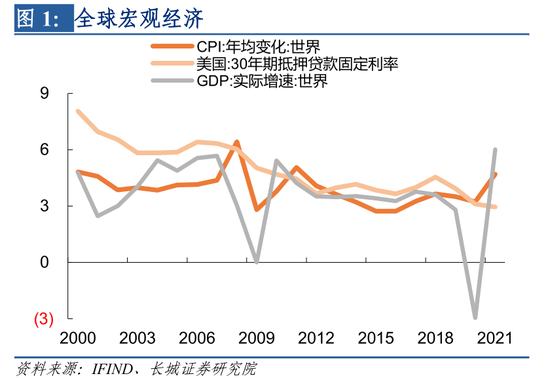 图 1：全球宏观经济
CPI:年均变化:世界
美国:30年期抵押贷款固定利率
GDP:实际增速:世界
9
6
3
0
(3)
2000 2003 2006 2009 2012 2015 2018 2021
资料来源：IFIND、长城证券研究院